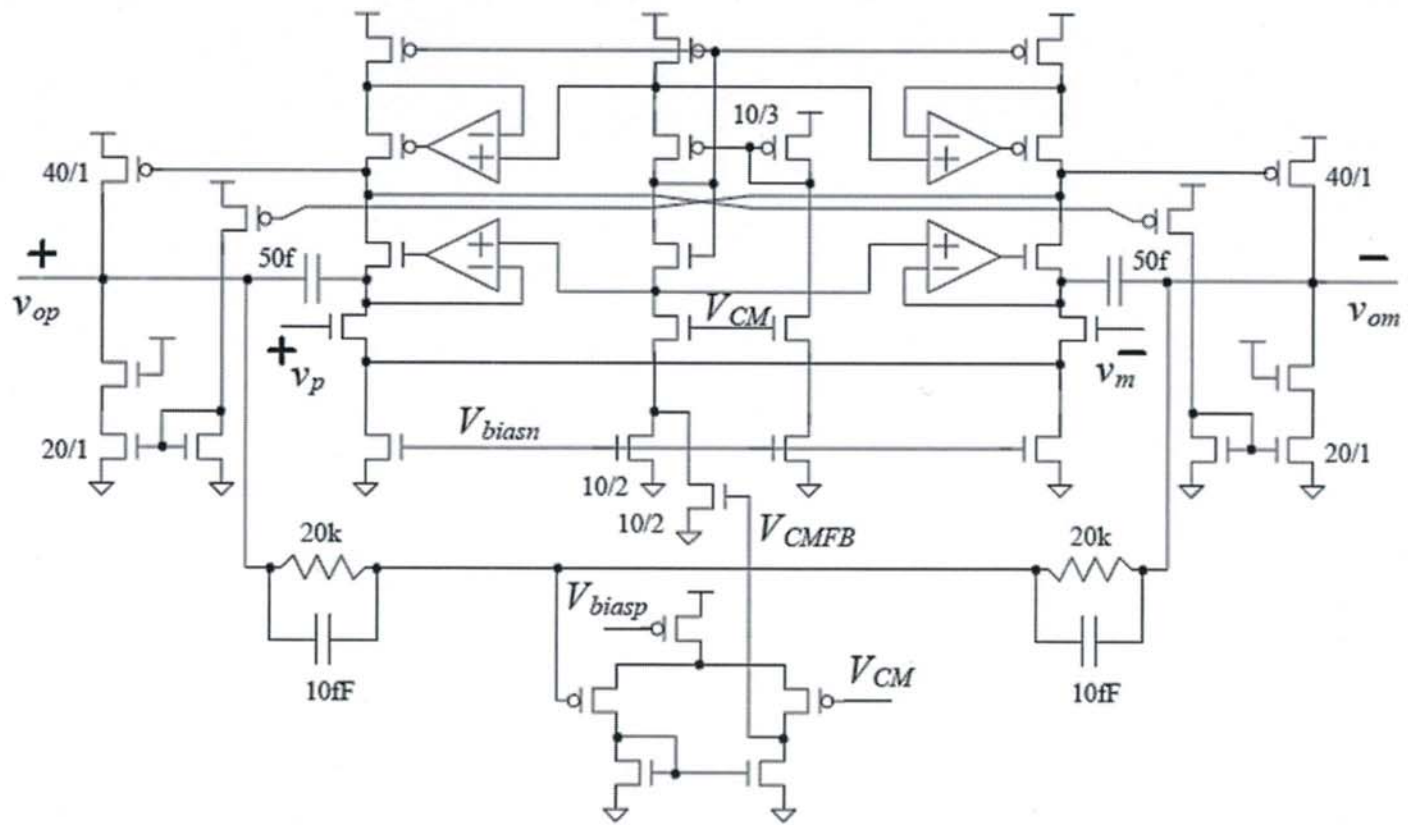 10/3
40/1
40/1
+
−
+
+
−
−
+
50f
50f
+
−
+
−
+
−
v_op
V_CM
v_om
+
v_p
−
v_m
V_biasn
20/1
20/1
10/2
10/2
V_CMFB
20k
20k
V_biasp
V_CM
10fF
10fF